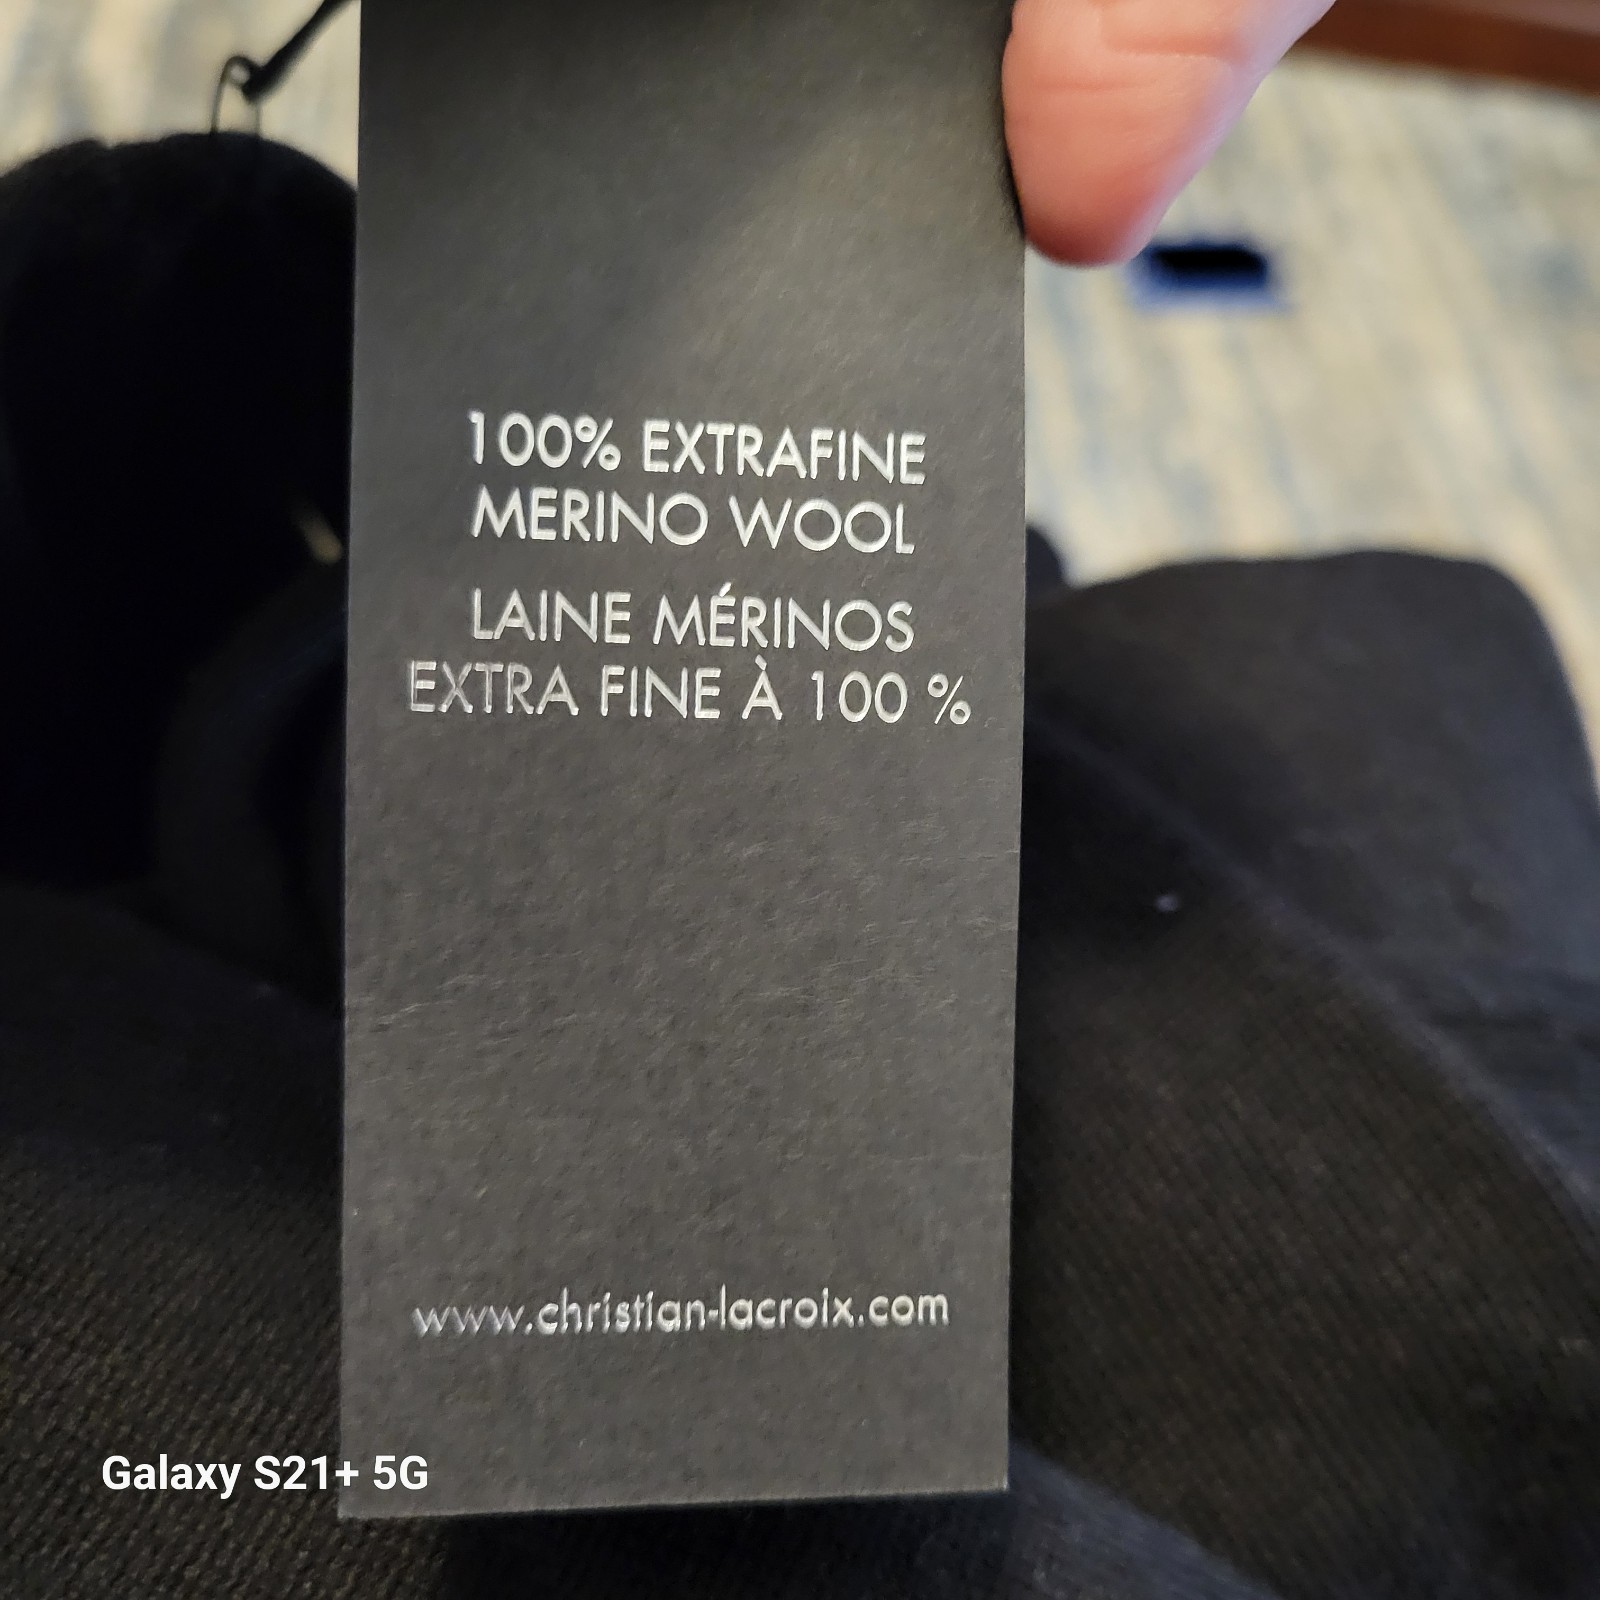 100% EXTRAFINE
MERINO WOOL
LAINE MÉRINOS
EXTRA FINE À 100 %
www.christian-lacroix.com
Galaxy S21+ 5G